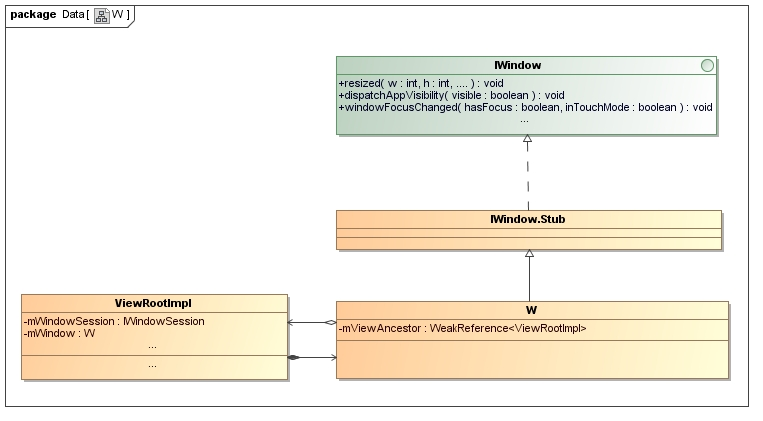 package Data[ W ]
IWindow
+resized( w : int, h : int, .... ) : void
+dispatchAppVisibility( visible : boolean ) : void
+windowFocusChanged( hasFocus : boolean, inTouchMode : boolean ) : void
...
IWindow.Stub
ViewRootImpl
-mWindowSession : IWindowSession
-mWindow : W
...
...
W
-mViewAncestor : WeakReference<ViewRootImpl>